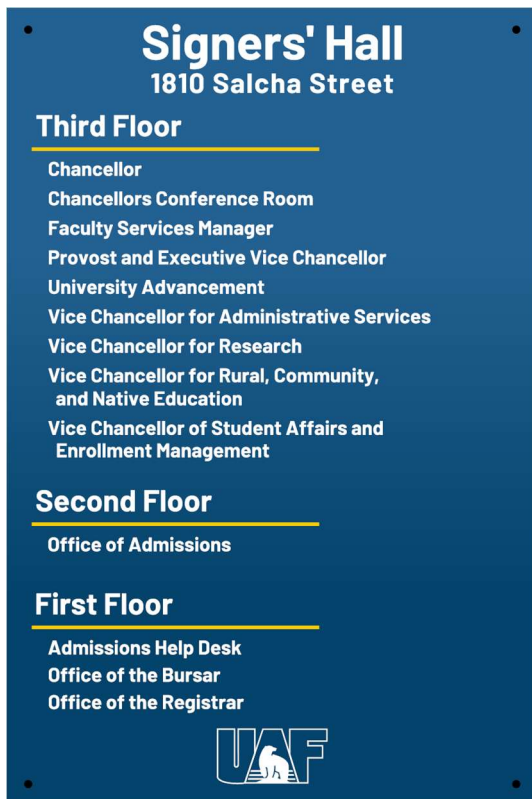 Signers' Hall
1810 Salcha Street
Third Floor
Chancellor
Chancellors Conference Room
Faculty Services Manager
Provost and Executive Vice Chancellor
University Advancement
Vice Chancellor for Administrative Services
Vice Chancellor for Research
Vice Chancellor for Rural, Community,
and Native Education
Vice Chancellor of Student Affairs and
Enrollment Management
Second Floor
Office of Admissions
First Floor
Admissions Help Desk
Office of the Bursar
Office of the Registrar
UAF